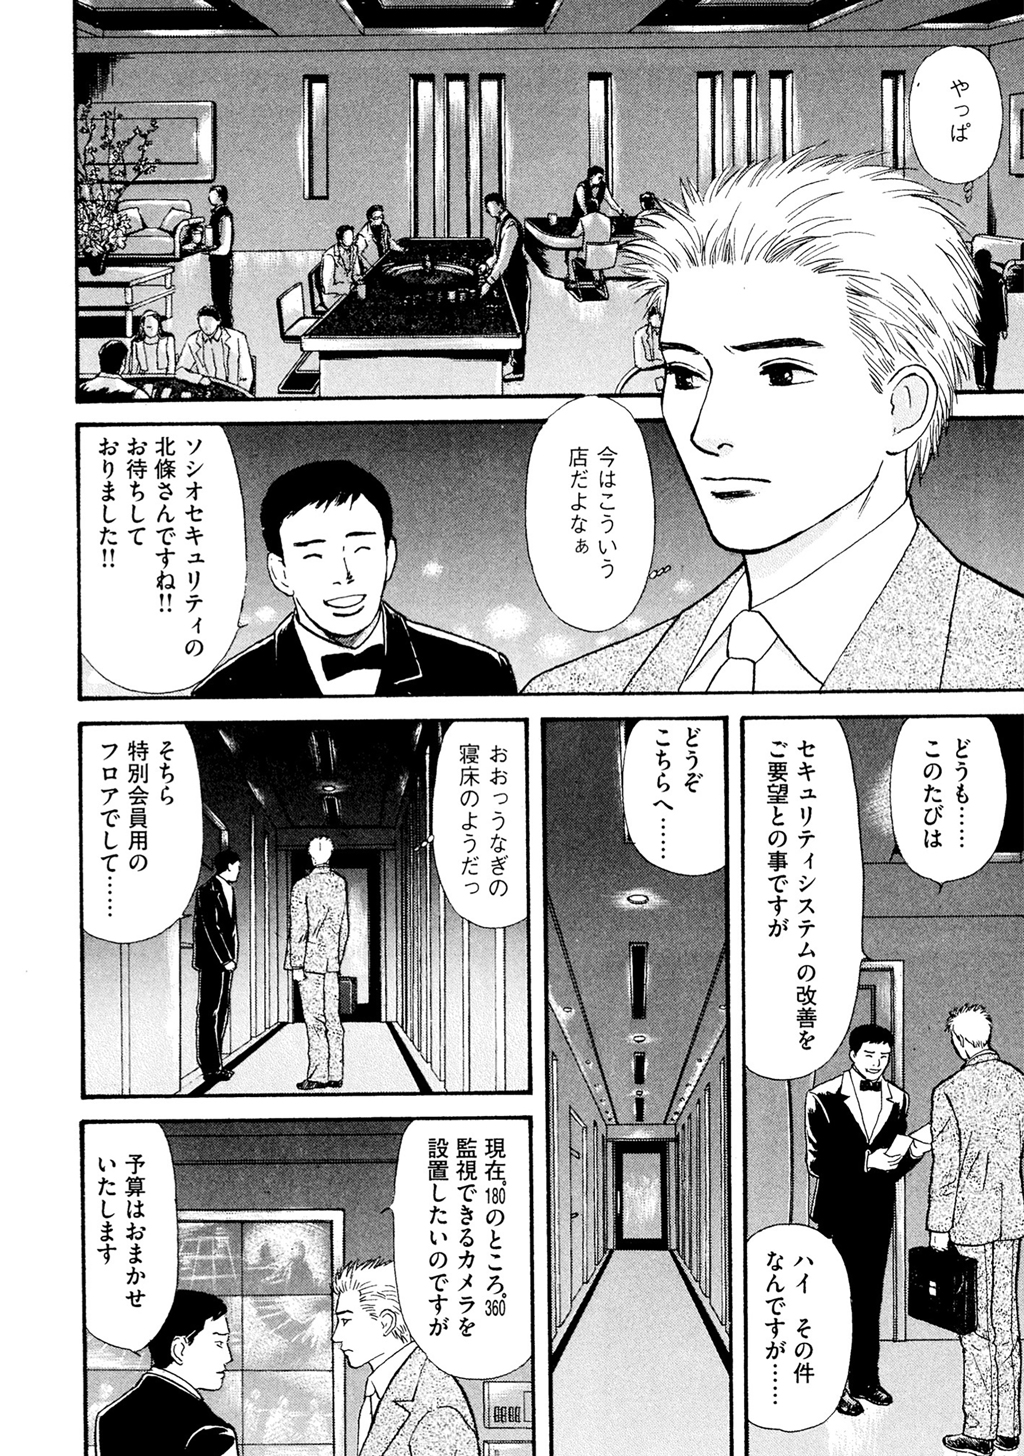 やっぱ
今はこういう
店だよなぁ
ソシオセキュリティの
北條さんですね!!
お待ちして
おりました!!
どうも……
このたびは
セキュリティシステムの改善を
ご要望との事ですが
ハイ その件
なんですが……
どうぞ
こちらへ……
おおっうなぎの
寝床のようだっ
そちら
特別会員用の
フロアでして……
現在180°のところ360°
監視できるカメラを
設置したいのですが
予算はおまかせ
いたします